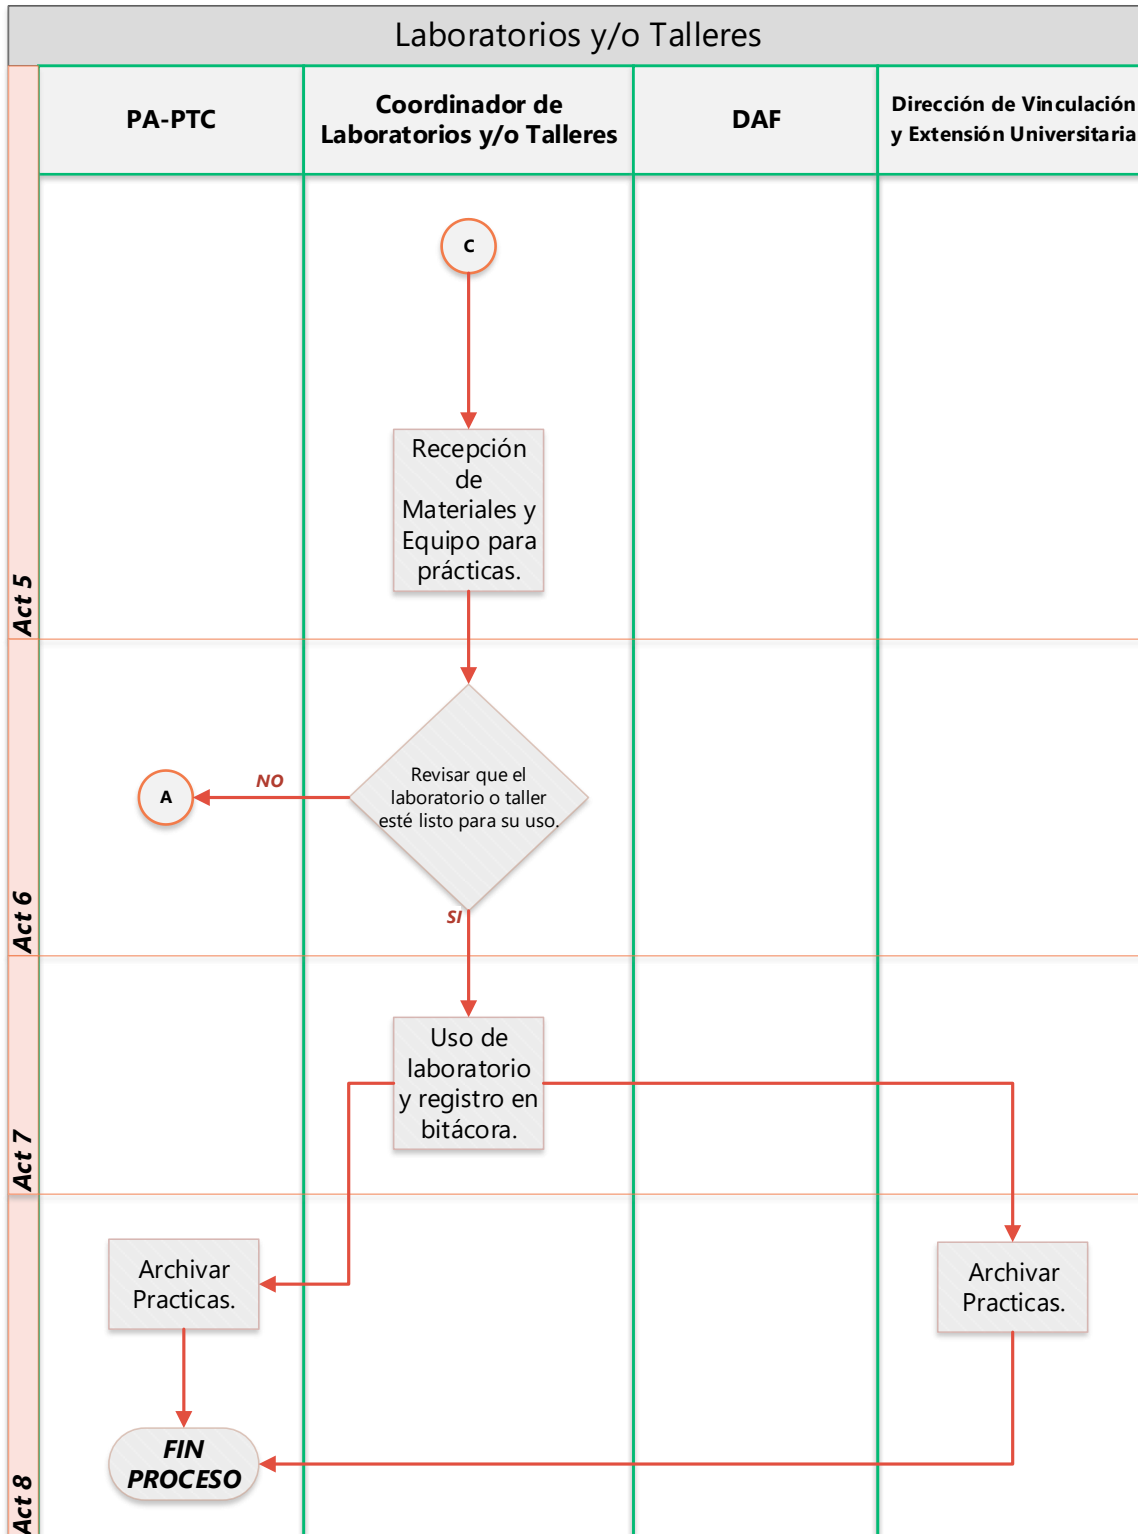 Laboratorios y/o Talleres
PA-PTC
Coordinador de
Laboratorios y/o Talleres
DAF
Dirección de Vinculación
y Extensión Universitaria
C
Recepción
de
Materiales y
Equipo para
prácticas.
Act 5
Revisar que el
laboratorio o taller
esté listo para su uso.
NO
A
SI
Act 6
Uso de
laboratorio
y registro en
bitácora.
Act 7
Archivar
Practicas.
Archivar
Practicas.
FIN
PROCESO
Act 8